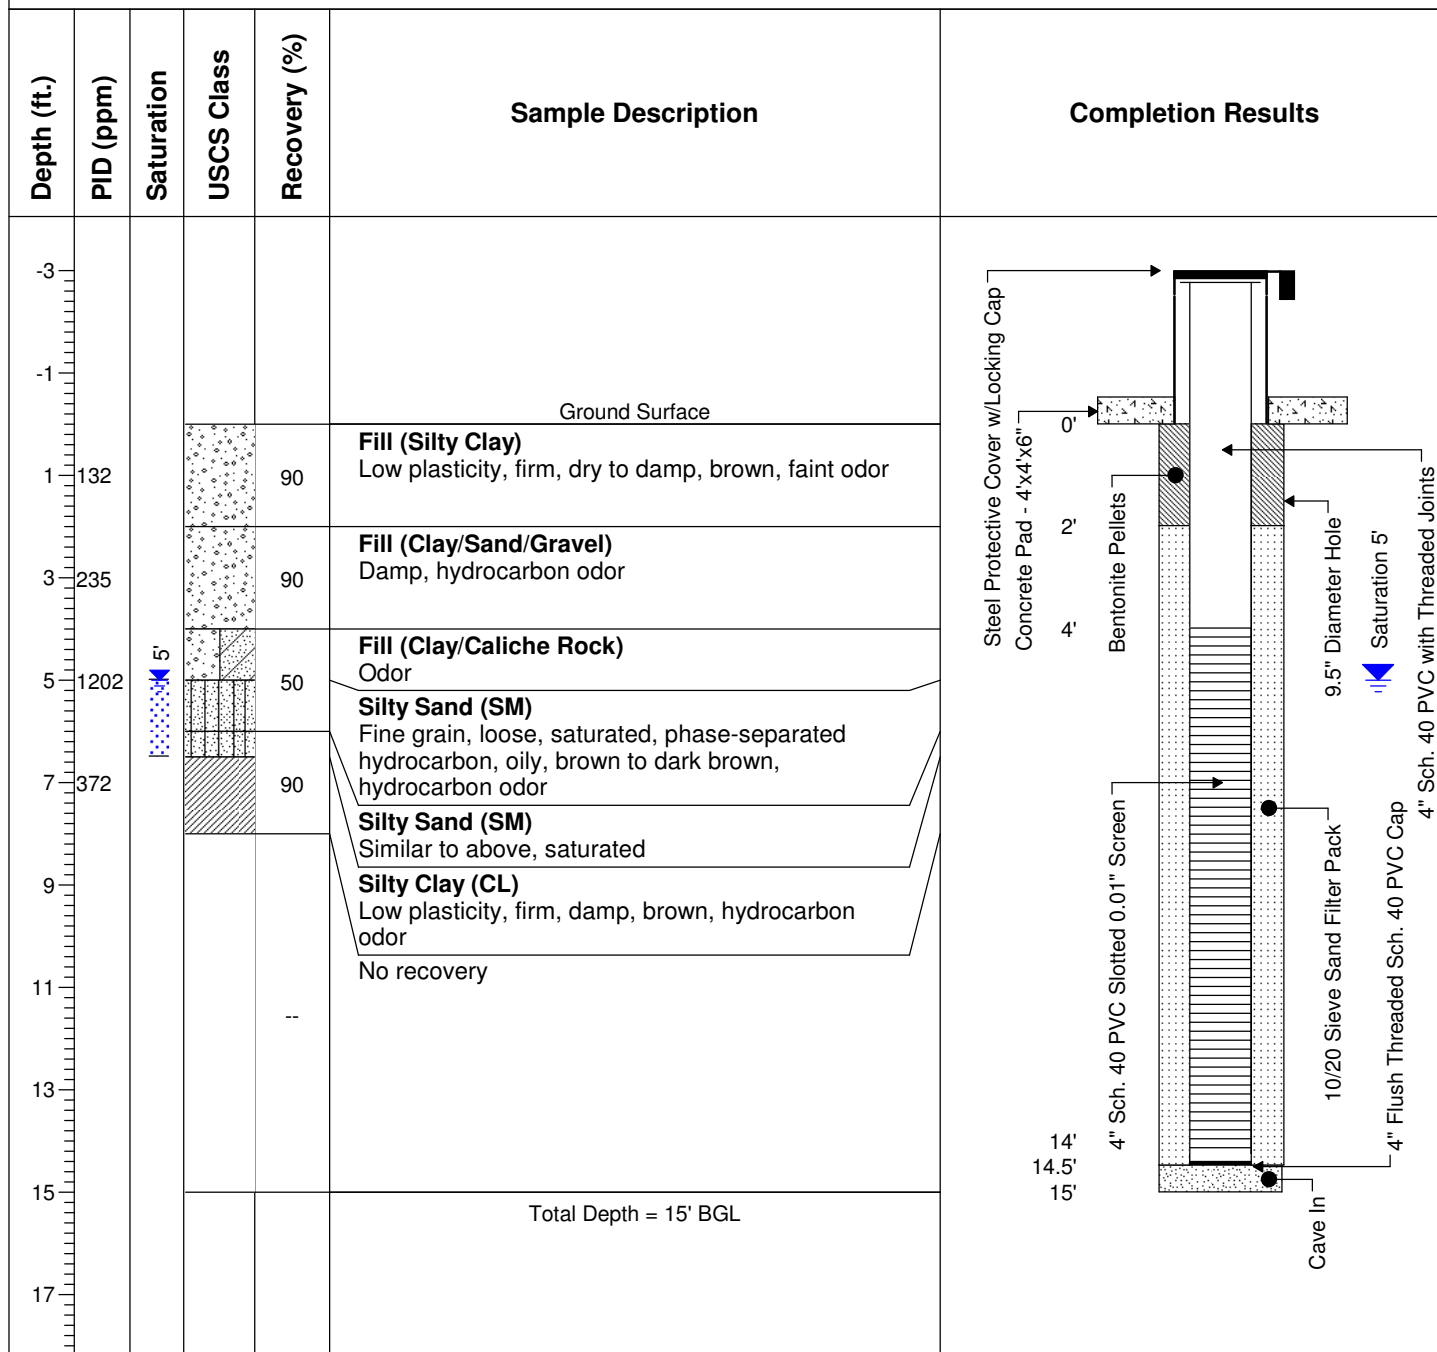 Depth (ft.)
PID (ppm)
Saturation
USCS Class
Recovery (%)
Sample Description
Completion Results
-3
-1
1
3
5
7
9
11
13
15
17
132
235
1202
372
5'
90
90
50
90
--
Ground Surface
Fill (Silty Clay)
Low plasticity, firm, dry to damp, brown, faint odor
Fill (Clay/Sand/Gravel)
Damp, hydrocarbon odor
Fill (Clay/Caliche Rock)
Odor
Silty Sand (SM)
Fine grain, loose, saturated, phase-separated
hydrocarbon, oily, brown to dark brown,
hydrocarbon odor
Silty Sand (SM)
Similar to above, saturated
Silty Clay (CL)
Low plasticity, firm, damp, brown, hydrocarbon
odor
No recovery
Total Depth = 15' BGL
Steel Protective Cover w/Locking Cap
Concrete Pad - 4'x4'x6"
0'
2'
4'
14'
14.5'
15'
Bentonite Pellets
4" Sch. 40 PVC Slotted 0.01" Screen
9.5" Diameter Hole
Saturation 5'
4" Sch. 40 PVC with Threaded Joints
10/20 Sieve Sand Filter Pack
4" Flush Threaded Sch. 40 PVC Cap
Cave In